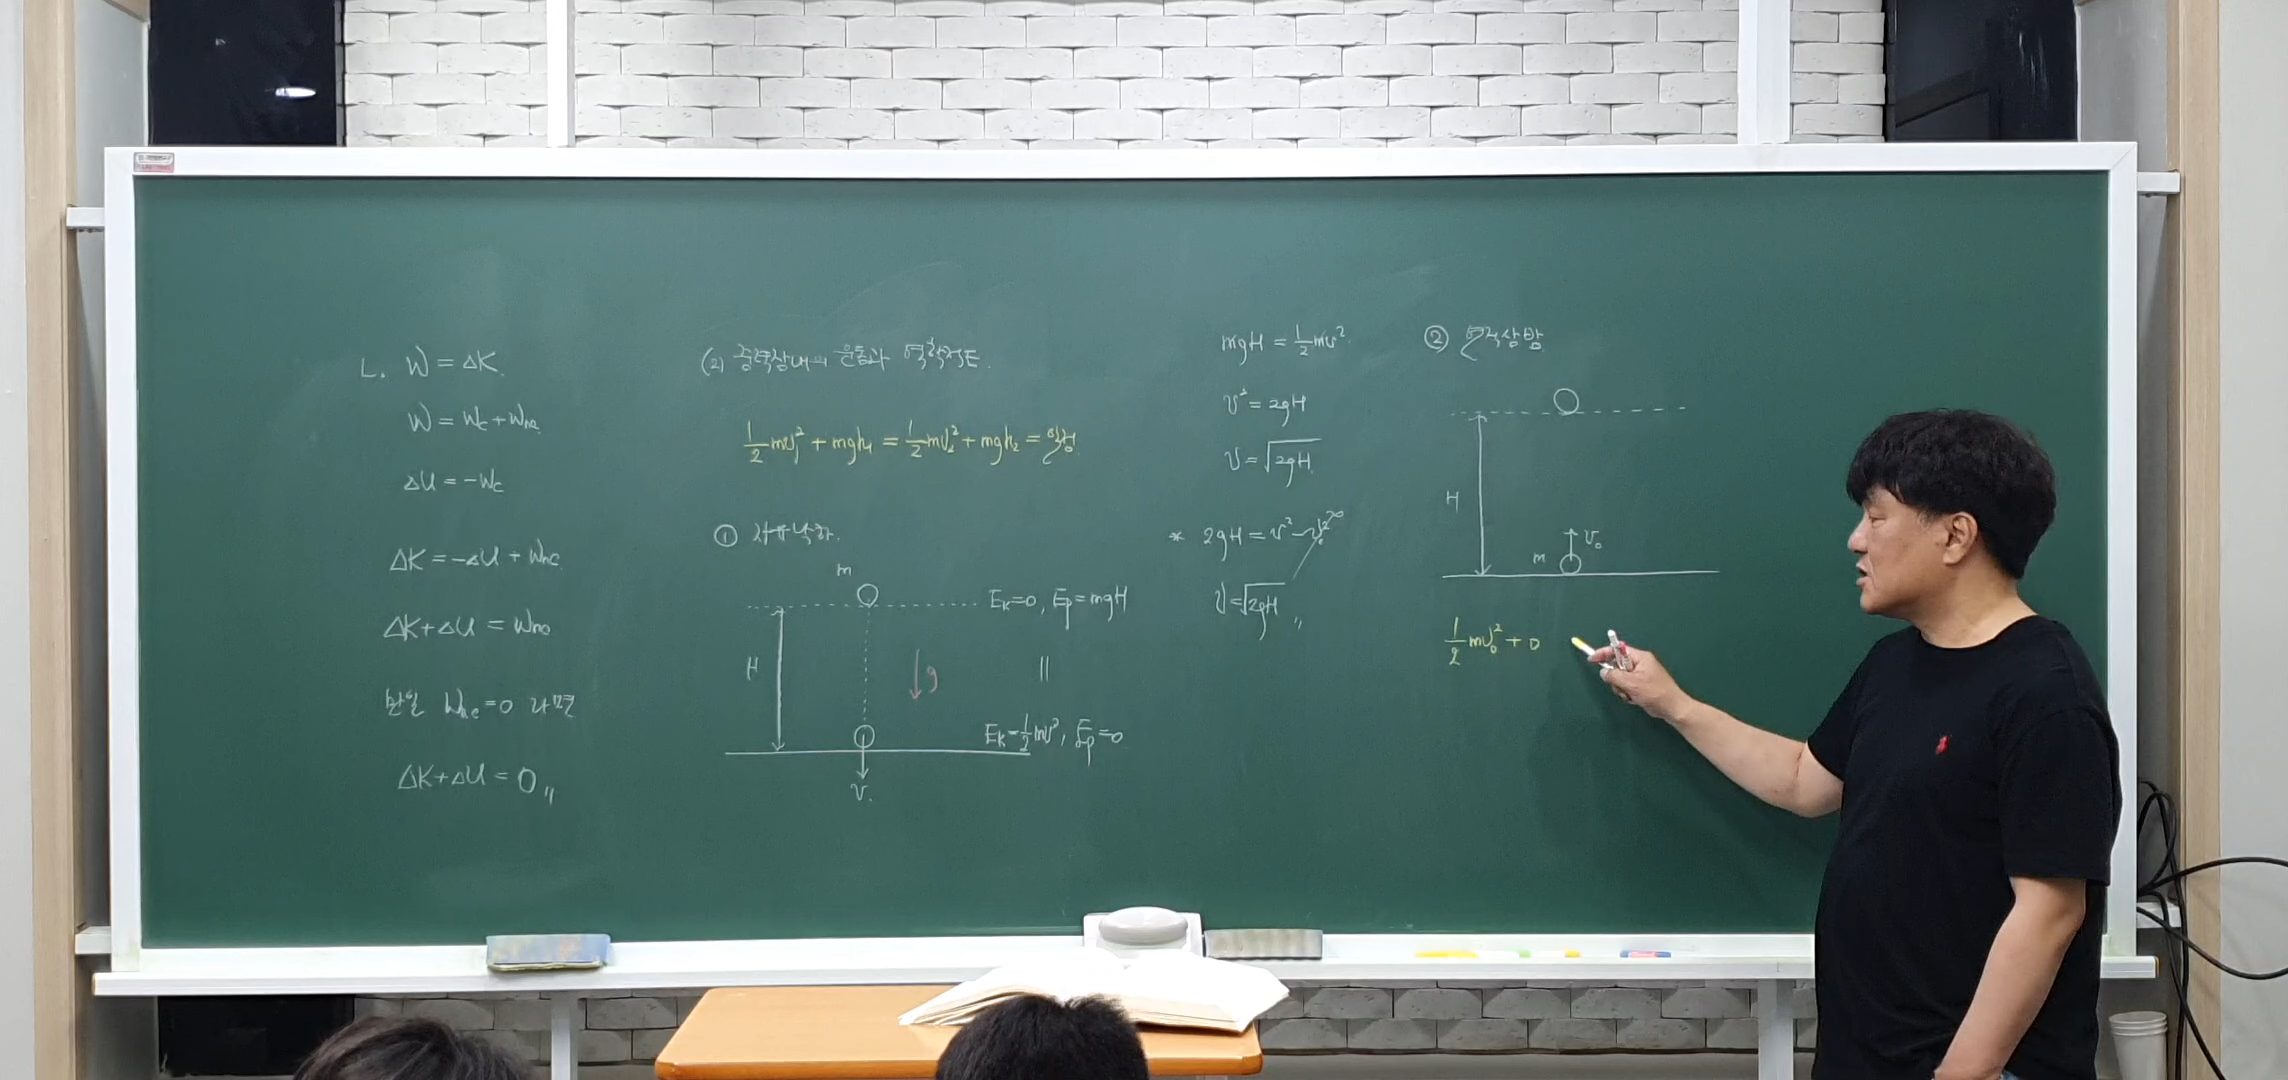 L. W = ΔK
W = Wc + Wnc
ΔU = -Wc
ΔK = -ΔU + Wnc
ΔK + ΔU = Wnc
만일 Wnc = 0 라면
ΔK + ΔU = 0 〃
(2) 중력장내의 운동과 역학적E.
1/2 mv₁² + mgh₁ = 1/2 mv₂² + mgh₂ = 일정
① 자유낙하.
m
Eₖ=0, Eₚ=mgH
H
g
||
Eₖ=1/2 mv², Eₚ=0
v.
mgH = 1/2 mv²
v² = 2gH
v = √2gH
* 2gH = v² - v₀² 0
v = √2gH 〃
② 연직상방
H
m
v₀
1/2 mv₀² + 0